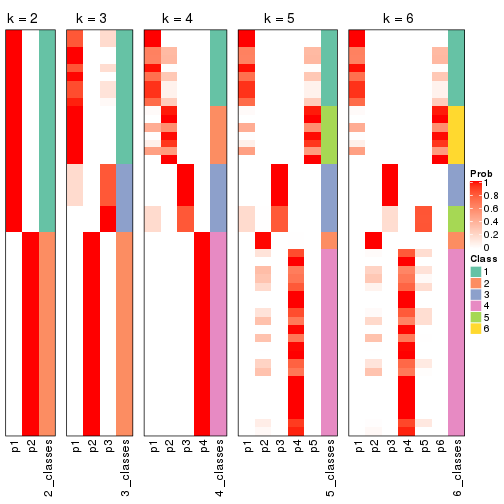 k = 2
k = 3
k = 4
k = 5
k = 6
Prob
1
0.8
0.6
0.4
0.2
0
Class
1
2
3
4
5
6
p1
p2
2_classes
p1
p2
p3
3_classes
p1
p2
p3
p4
4_classes
p1
p2
p3
p4
p5
5_classes
p1
p2
p3
p4
p5
p6
6_classes